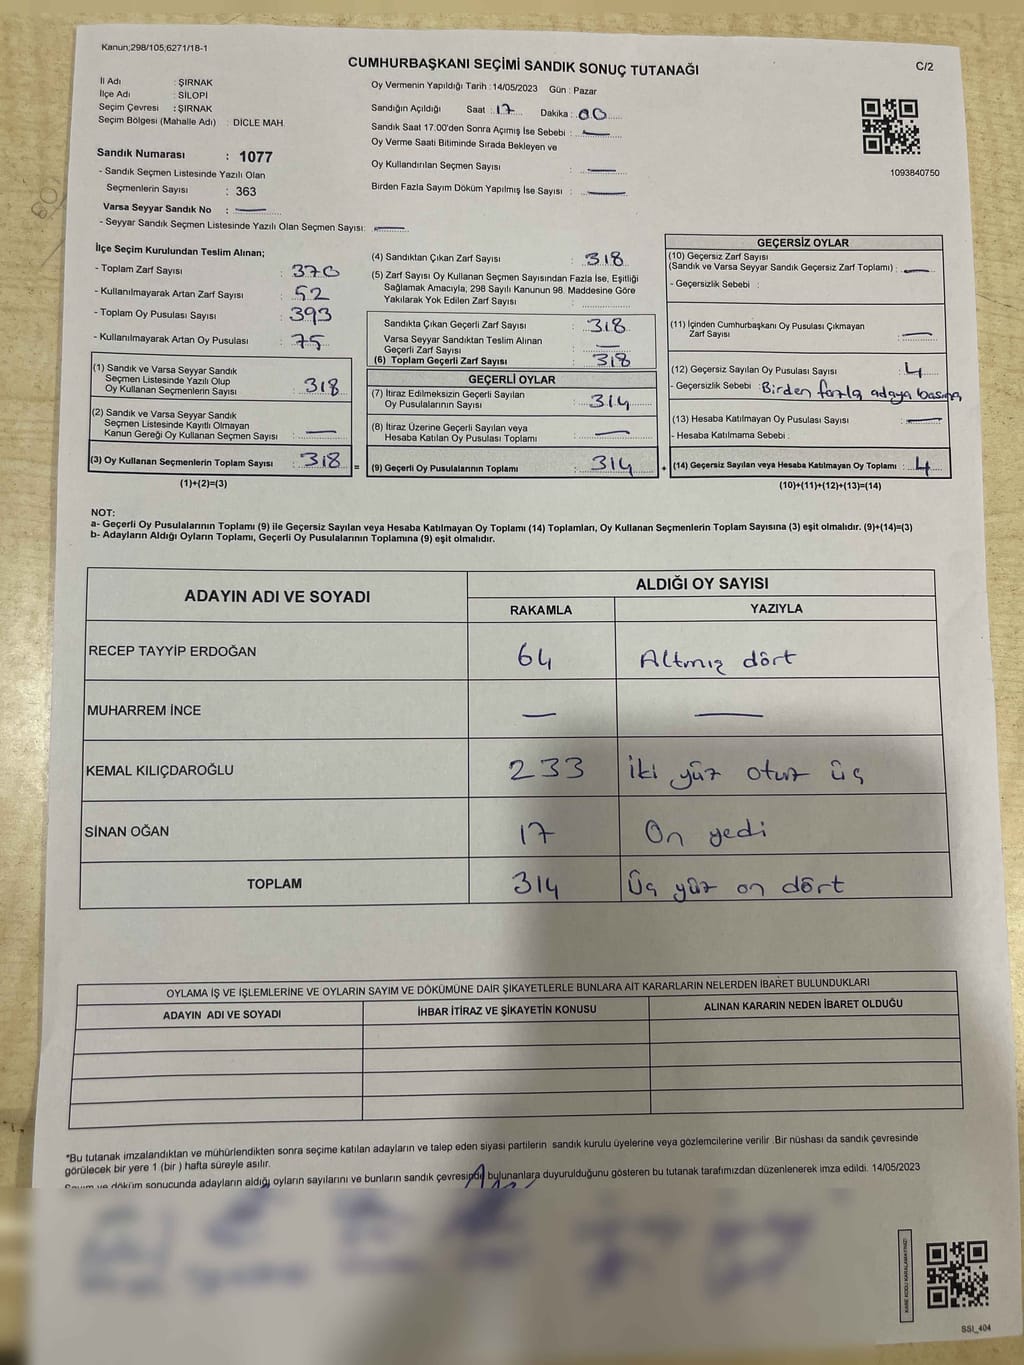 Kanun;298/105;6271/18-1
CUMHURBAŞKANI SEÇİMİ SANDIK SONUÇ TUTANAĞI
C/2
İl Adı : ŞIRNAK
İlçe Adı : SİLOPİ
Seçim Çevresi : ŞIRNAK
Seçim Bölgesi (Mahalle Adı) : DİCLE MAH.
Oy Vermenin Yapıldığı Tarih : 14/05/2023 Gün : Pazar
Sandığın Açıldığı Saat : 17 Dakika : 00
Sandık Saat 17:00'den Sonra Açımış İse Sebebi : —
Oy Verme Saati Bitiminde Sırada Bekleyen ve
Oy Kullandırılan Seçmen Sayısı : —
Birden Fazla Sayım Döküm Yapılmış İse Sayısı : —
1093840750
Sandık Numarası : 1077
- Sandık Seçmen Listesinde Yazılı Olan
Seçmenlerin Sayısı : 363
Varsa Seyyar Sandık No : —
- Seyyar Sandık Seçmen Listesinde Yazılı Olan Seçmen Sayısı: —
İlçe Seçim Kurulundan Teslim Alınan;
- Toplam Zarf Sayısı : 370
- Kullanılmayarak Artan Zarf Sayısı : 52
- Toplam Oy Pusulası Sayısı : 393
- Kullanılmayarak Artan Oy Pusulası : 75
(1) Sandık ve Varsa Seyyar Sandık
Seçmen Listesinde Yazılı Olup
Oy Kullanan Seçmenlerin Sayısı : 318
(2) Sandık ve Varsa Seyyar Sandık
Seçmen Listesinde Kayıtlı Olmayan
Kanun Gereği Oy Kullanan Seçmen Sayısı : —
(3) Oy Kullanan Seçmenlerin Toplam Sayısı : 318 =
(1)+(2)=(3)
(4) Sandıktan Çıkan Zarf Sayısı : 318
(5) Zarf Sayısı Oy Kullanan Seçmen Sayısından Fazla İse, Eşitliği
Sağlamak Amacıyla; 298 Sayılı Kanunun 98. Maddesine Göre
Yakılarak Yok Edilen Zarf Sayısı :
Sandıkta Çıkan Geçerli Zarf Sayısı : 318
Varsa Seyyar Sandıktan Teslim Alınan
Geçerli Zarf Sayısı : —
(6) Toplam Geçerli Zarf Sayısı : 318
GEÇERLİ OYLAR
(7) İtiraz Edilmeksizin Geçerli Sayılan
Oy Pusulalarının Sayısı : 314
(8) İtiraz Üzerine Geçerli Sayılan veya
Hesaba Katılan Oy Pusulası Toplamı : —
(9) Geçerli Oy Pusulalarının Toplamı : 314 +
GEÇERSİZ OYLAR
(10) Geçersiz Zarf Sayısı
(Sandık ve Varsa Seyyar Sandık Geçersiz Zarf Toplamı) : —
- Geçersizlik Sebebi :
(11) İçinden Cumhurbaşkanı Oy Pusulası Çıkmayan
Zarf Sayısı : —
(12) Geçersiz Sayılan Oy Pusulası Sayısı : 4
- Geçersizlik Sebebi : Birden fazla adaya basma
(13) Hesaba Katılmayan Oy Pusulası Sayısı : —
- Hesaba Katılmama Sebebi :
(14) Geçersiz Sayılan veya Hesaba Katılmayan Oy Toplamı : 4
(10)+(11)+(12)+(13)=(14)
NOT:
a- Geçerli Oy Pusulalarının Toplamı (9) ile Geçersiz Sayılan veya Hesaba Katılmayan Oy Toplamı (14) Toplamları, Oy Kullanan Seçmenlerin Toplam Sayısına (3) eşit olmalıdır. (9)+(14)=(3)
b- Adayların Aldığı Oyların Toplamı, Geçerli Oy Pusulalarının Toplamına (9) eşit olmalıdır.
ADAYIN ADI VE SOYADI ALDIĞI OY SAYISI
RAKAMLA YAZIYLA
RECEP TAYYİP ERDOĞAN 64 Altmış dört
MUHARREM İNCE — —
KEMAL KILIÇDAROĞLU 233 İki yüz otuz üç
SİNAN OĞAN 17 On yedi
TOPLAM 314 Üç yüz on dört
OYLAMA İŞ VE İŞLEMLERİNE VE OYLARIN SAYIM VE DÖKÜMÜNE DAİR ŞİKAYETLERLE BUNLARA AİT KARARLARIN NELERDEN İBARET BULUNDUKLARI
ADAYIN ADI VE SOYADI İHBAR İTİRAZ VE ŞİKAYETİN KONUSU ALINAN KARARIN NEDEN İBARET OLDUĞU
*Bu tutanak imzalandıktan ve mühürlendikten sonra seçime katılan adayların ve talep eden siyasi partilerin sandık kurulu üyelerine veya gözlemcilerine verilir .Bir nüshası da sandık çevresinde
görülecek bir yere 1 (bir ) hafta süreyle asılır.
Sayım ve döküm sonucunda adayların aldığı oyların sayılarını ve bunların sandık çevresinde bulunanlara duyurulduğunu gösteren bu tutanak tarafımızdan düzenlenerek imza edildi. 14/05/2023
KARE KODU KARALAMAYINIZ!
SSI_404